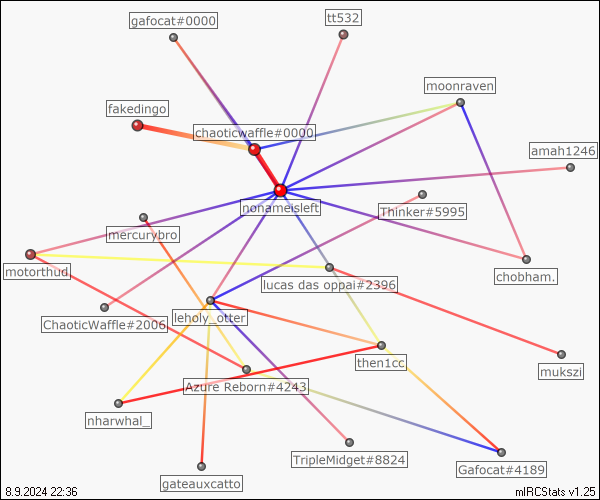 gafocat#0000
tt532
moonraven
fakedingo
chaoticwaffle#0000
amah1246
nonameisleft
Thinker#5995
mercurybro
motorthud.
chobham.
lucas das oppai#2396
ChaoticWaffle#2006
leholy_otter
then1cc
mukszi
Azure Reborn#4243
nharwhal_
TripleMidget#8824
Gafocat#4189
gateauxcatto
8.9.2024 22:36
mIRCStats v1.25